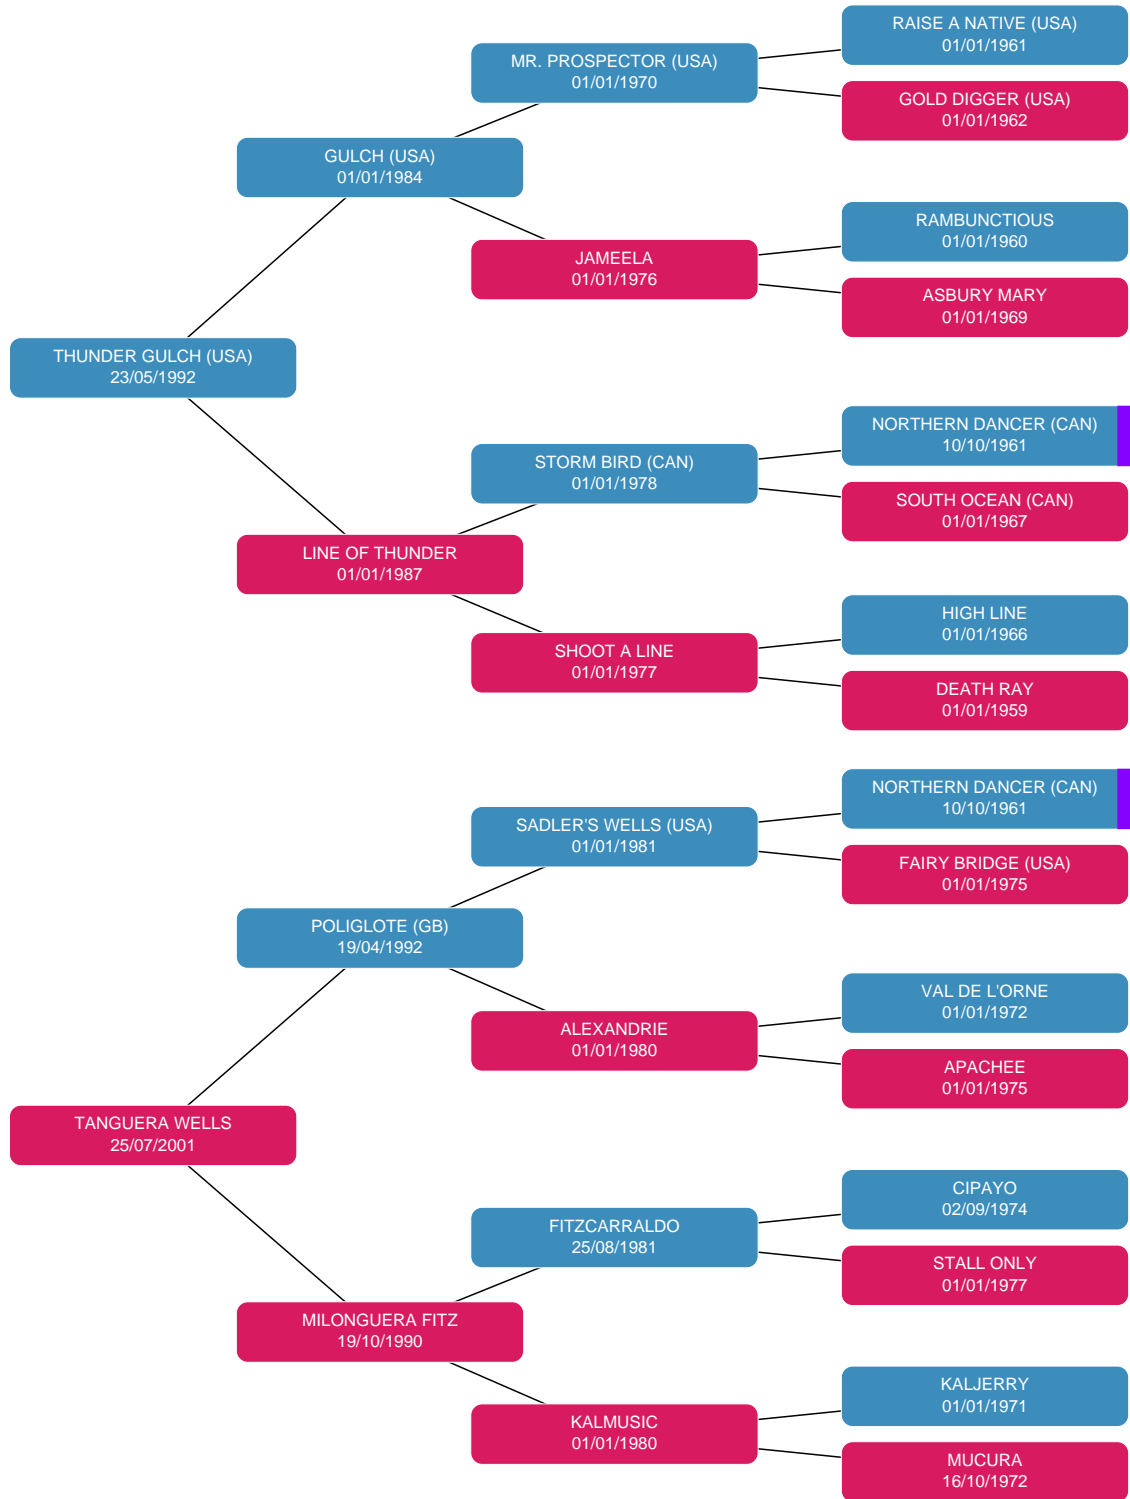 RAISE A NATIVE (USA)
01/01/1961
MR. PROSPECTOR (USA)
01/01/1970
GOLD DIGGER (USA)
01/01/1962
GULCH (USA)
01/01/1984
RAMBUNCTIOUS
01/01/1960
JAMEELA
01/01/1976
ASBURY MARY
01/01/1969
THUNDER GULCH (USA)
23/05/1992
NORTHERN DANCER (CAN)
10/10/1961
STORM BIRD (CAN)
01/01/1978
SOUTH OCEAN (CAN)
01/01/1967
LINE OF THUNDER
01/01/1987
HIGH LINE
01/01/1966
SHOOT A LINE
01/01/1977
DEATH RAY
01/01/1959
NORTHERN DANCER (CAN)
10/10/1961
SADLER'S WELLS (USA)
01/01/1981
FAIRY BRIDGE (USA)
01/01/1975
POLIGLOTE (GB)
19/04/1992
VAL DE L'ORNE
01/01/1972
ALEXANDRIE
01/01/1980
APACHEE
01/01/1975
TANGUERA WELLS
25/07/2001
CIPAYO
02/09/1974
FITZCARRALDO
25/08/1981
STALL ONLY
01/01/1977
MILONGUERA FITZ
19/10/1990
KALJERRY
01/01/1971
KALMUSIC
01/01/1980
MUCURA
16/10/1972